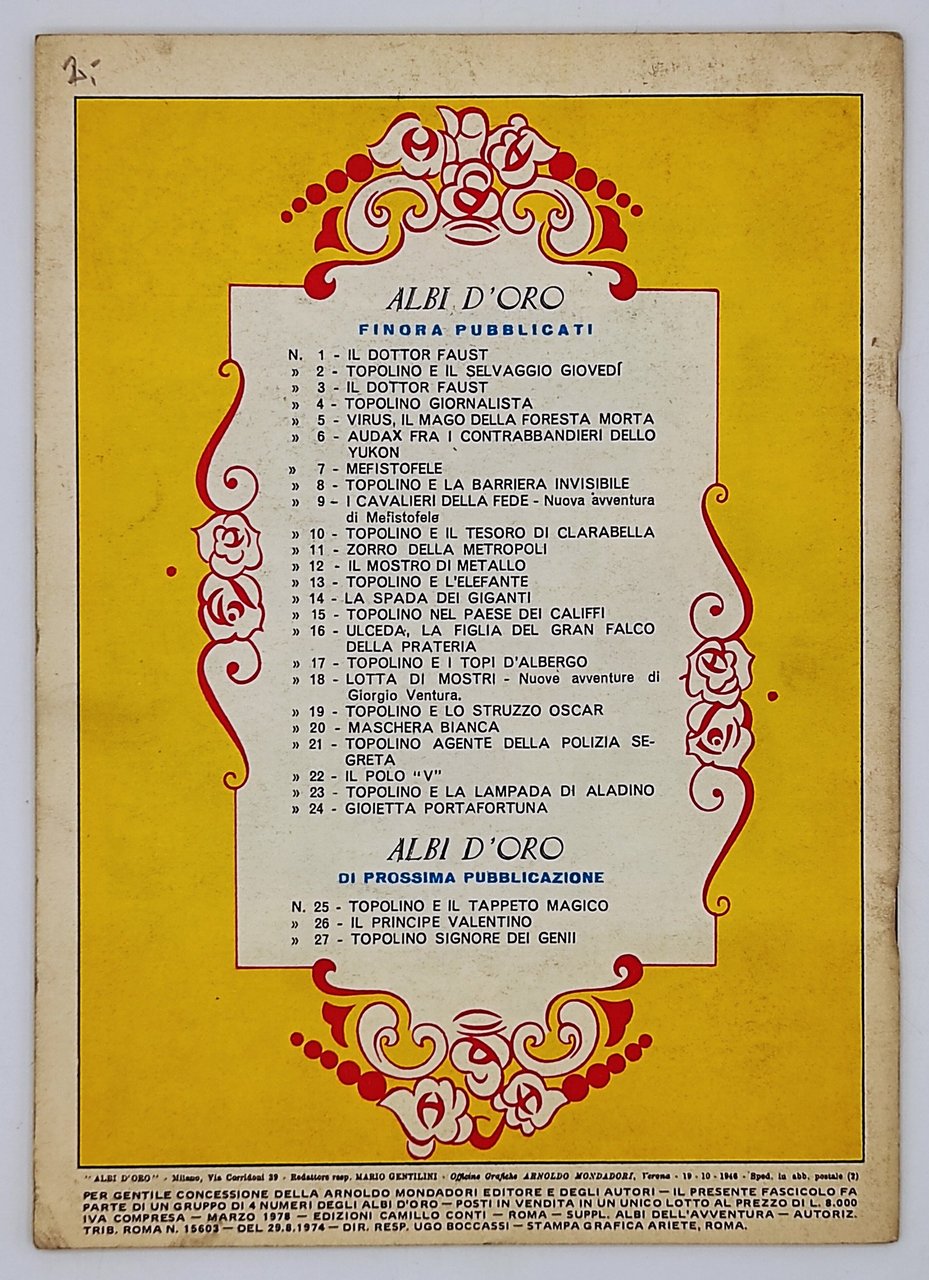 ALBI D'ORO
FINORA PUBBLICATI
N. 1 - IL DOTTOR FAUST
» 2 - TOPOLINO E IL SELVAGGIO GIOVEDÍ
» 3 - IL DOTTOR FAUST
» 4 - TOPOLINO GIORNALISTA
» 5 - VIRUS, IL MAGO DELLA FORESTA MORTA
» 6 - AUDAX FRA I CONTRABBANDIERI DELLO
YUKON
» 7 - MEFISTOFELE
» 8 - TOPOLINO E LA BARRIERA INVISIBILE
» 9 - I CAVALIERI DELLA FEDE - Nuova avventura
di Mefistofele
» 10 - TOPOLINO E IL TESORO DI CLARABELLA
» 11 - ZORRO DELLA METROPOLI
» 12 - IL MOSTRO DI METALLO
» 13 - TOPOLINO E L'ELEFANTE
» 14 - LA SPADA DEI GIGANTI
» 15 - TOPOLINO NEL PAESE DEI CALIFFI
» 16 - ULCEDA, LA FIGLIA DEL GRAN FALCO
DELLA PRATERIA
» 17 - TOPOLINO E I TOPI D'ALBERGO
» 18 - LOTTA DI MOSTRI - Nuove avventure di
Giorgio Ventura.
» 19 - TOPOLINO E LO STRUZZO OSCAR
» 20 - MASCHERA BIANCA
» 21 - TOPOLINO AGENTE DELLA POLIZIA SE-
GRETA
» 22 - IL POLO "V"
» 23 - TOPOLINO E LA LAMPADA DI ALADINO
» 24 - GIOIETTA PORTAFORTUNA
ALBI D'ORO
DI PROSSIMA PUBBLICAZIONE
N. 25 - TOPOLINO E IL TAPPETO MAGICO
» 26 - IL PRINCIPE VALENTINO
» 27 - TOPOLINO SIGNORE DEI GENII
"ALBI D'ORO" - Milano, Via Corridoni 39 - Redattore resp. MARIO GENTILINI - Officine Grafiche ARNOLDO MONDADORI, Verona - 19 - 10 - 1946 - Sped. in abb. postale (2)
PER GENTILE CONCESSIONE DELLA ARNOLDO MONDADORI EDITORE E DEGLI AUTORI — IL PRESENTE FASCICOLO FA
PARTE DI UN GRUPPO DI 4 NUMERI DEGLI ALBI D'ORO — POSTI IN VENDITA IN UN UNICO LOTTO AL PREZZO DI L. 8.000
IVA COMPRESA — MARZO 1978 — EDIZIONI CAMILLO CONTI — ROMA — SUPPL. ALBI DELL'AVVENTURA — AUTORIZ.
TRIB. ROMA N. 15603 — DEL 29.8.1974 — DIR. RESP. UGO BOCCASSI — STAMPA GRAFICA ARIETE, ROMA.